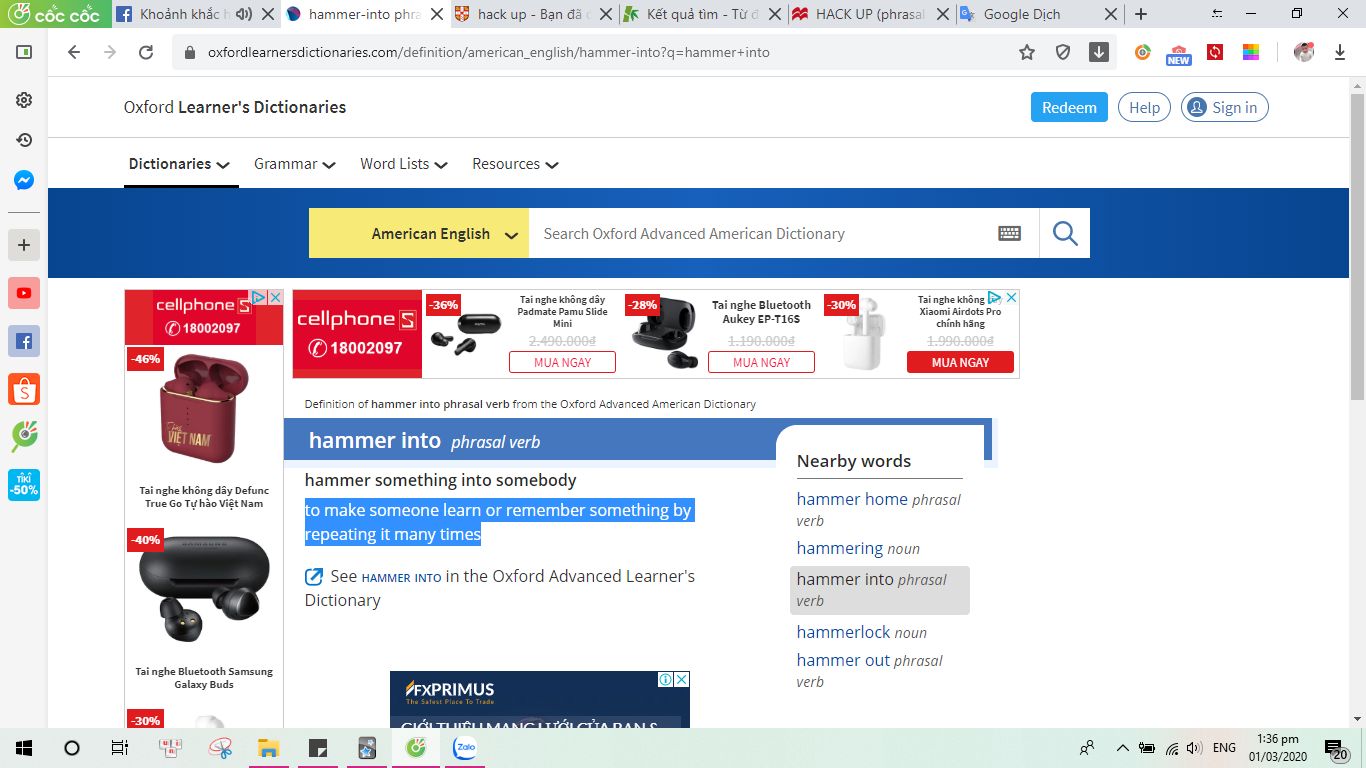 cốc cốc
Khoảnh khắc h
hammer-into phra
hack up - Bạn đã
Kết quả tìm - Từ đ
HACK UP (phrasal
Google Dịch
oxfordlearnersdictionaries.com/definition/american_english/hammer-into?q=hammer+into
NEW
Oxford Learner's Dictionaries
Redeem
Help
Sign in
Dictionaries
Grammar
Word Lists
Resources
American English
Search Oxford Advanced American Dictionary
cellphone S
18002097
-46%
VIỆT NAM
Tai nghe không dây Defunc
True Go Tự hào Việt Nam
-40%
SAMSUNG
Tai nghe Bluetooth Samsung
Galaxy Buds
-30%
cellphone S
18002097
-36%
Tai nghe không dây
Padmate Pamu Slide
Mini
2.490.000₫
MUA NGAY
-28%
Tai nghe Bluetooth
Aukey EP-T16S
1.190.000₫
MUA NGAY
-30%
Tai nghe không
Xiaomi Airdots Pro
chính hãng
1.990.000₫
MUA NGAY
Definition of hammer into phrasal verb from the Oxford Advanced American Dictionary
hammer into phrasal verb
hammer something into somebody
to make someone learn or remember something by
repeating it many times
See HAMMER INTO in the Oxford Advanced Learner's
Dictionary
Nearby words
hammer home phrasal
verb
hammering noun
hammer into phrasal
verb
hammerlock noun
hammer out phrasal
verb
FXPRIMUS
The Safest Place To Trade
GIỚI THIỆU MẠNG LƯỚI CỦA BẠN &
TIKI
-50%
Zalo
ENG
1:36 pm
01/03/2020
20